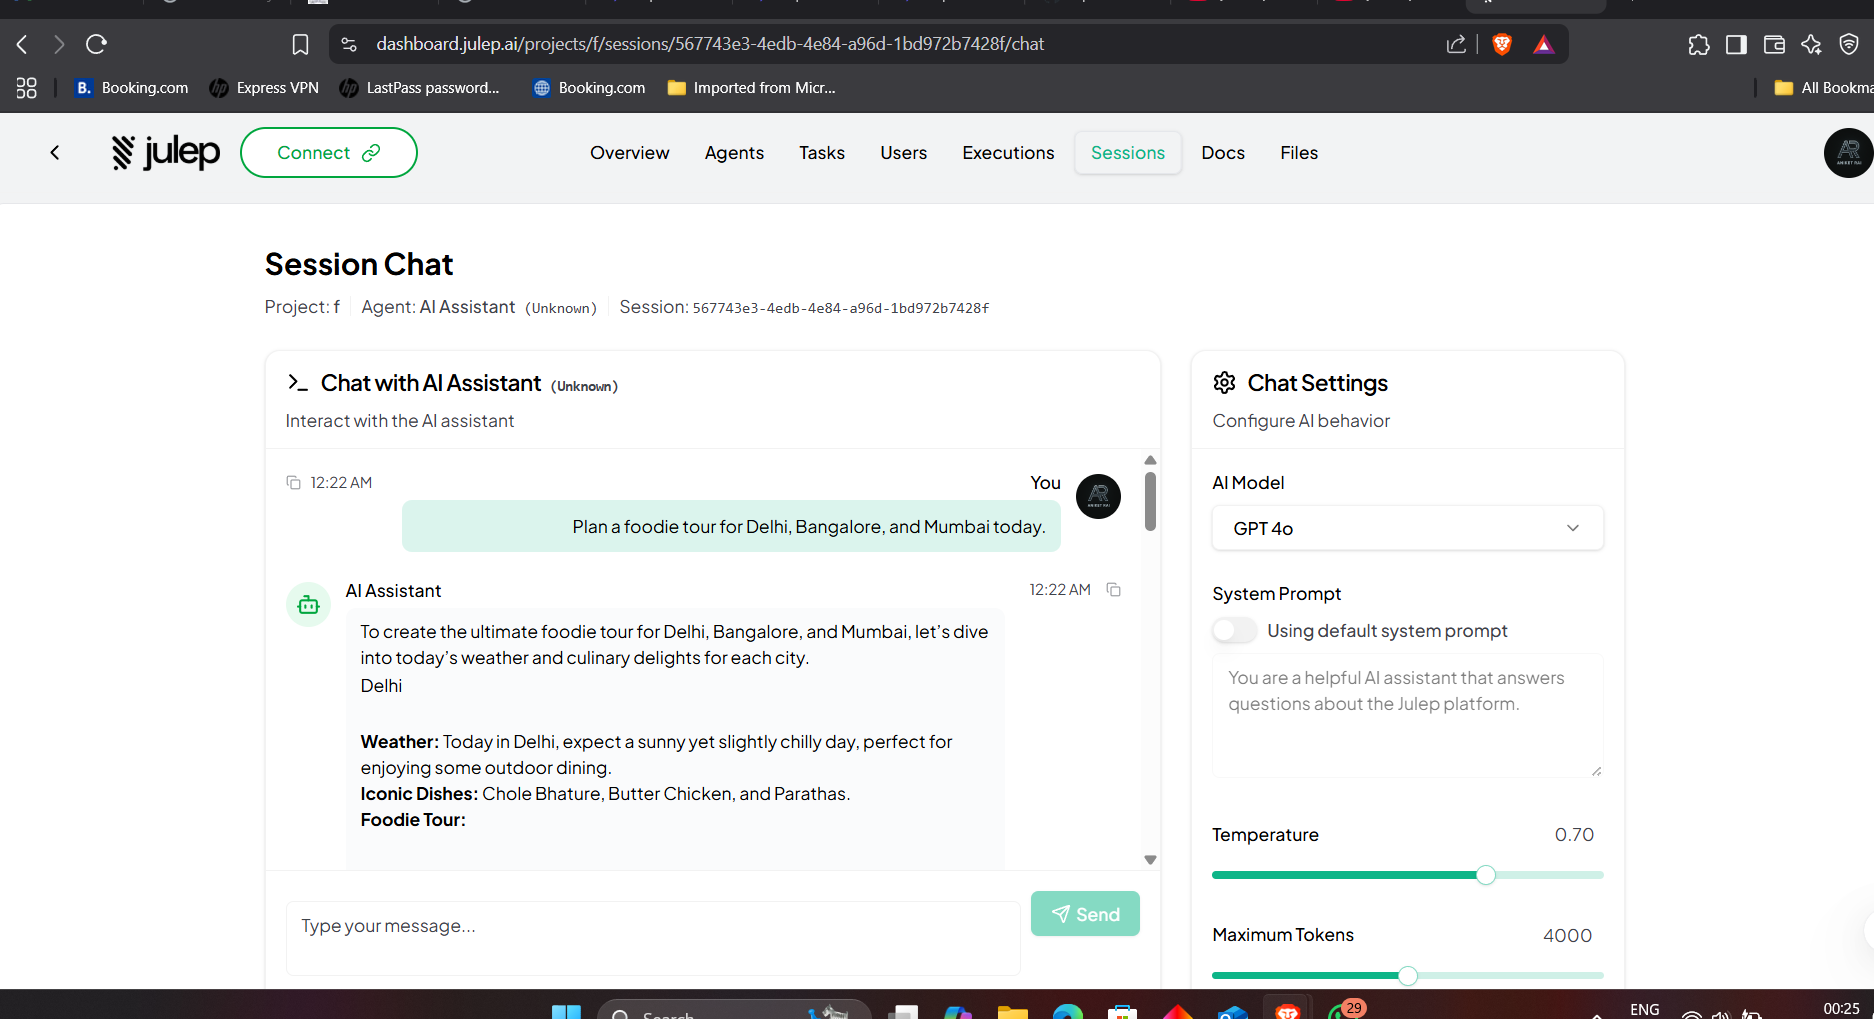 dashboard.julep.ai/projects/f/sessions/567743e3-4edb-4e84-a96d-1bd972b7428f/chat
B. Booking.com
hp Express VPN
hp LastPass password...
Booking.com
Imported from Micr...
All Bookma
julep
Connect
Overview
Agents
Tasks
Users
Executions
Sessions
Docs
Files
AR
ANIKET RAI
Session Chat
Project: f
Agent: AI Assistant (Unknown)
Session: 567743e3-4edb-4e84-a96d-1bd972b7428f
Chat with AI Assistant (Unknown)
Interact with the AI assistant
12:22 AM
You
AR
ANIKET RAI
Plan a foodie tour for Delhi, Bangalore, and Mumbai today.
AI Assistant
12:22 AM
To create the ultimate foodie tour for Delhi, Bangalore, and Mumbai, let's dive
into today's weather and culinary delights for each city.
Delhi
Weather: Today in Delhi, expect a sunny yet slightly chilly day, perfect for
enjoying some outdoor dining.
Iconic Dishes: Chole Bhature, Butter Chicken, and Parathas.
Foodie Tour:
Type your message...
Send
Chat Settings
Configure AI behavior
AI Model
GPT 4o
System Prompt
Using default system prompt
You are a helpful AI assistant that answers
questions about the Julep platform.
Temperature
0.70
Maximum Tokens
4000
Search
29
ENG
00:25